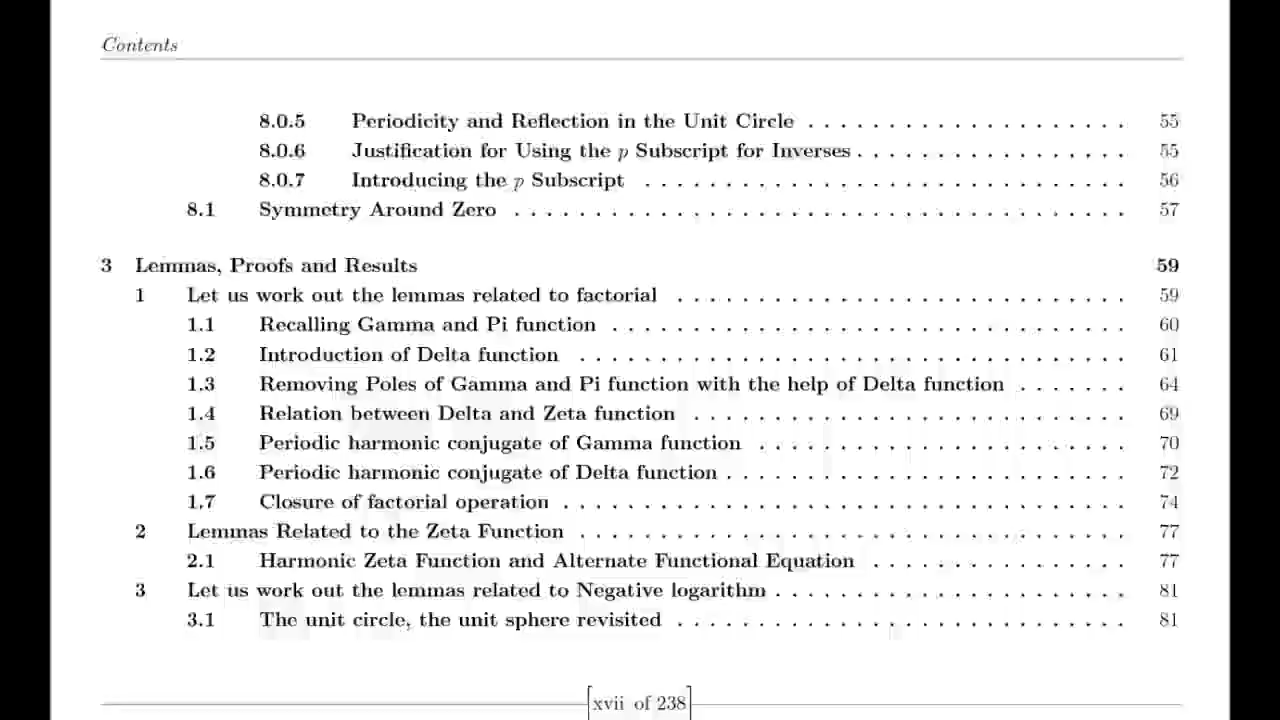 Contents
8.0.5 Periodicity and Reflection in the Unit Circle . . . . . . . . . . . . . . . . . . . . 55
8.0.6 Justification for Using the p Subscript for Inverses . . . . . . . . . . . . . . . . . 55
8.0.7 Introducing the p Subscript . . . . . . . . . . . . . . . . . . . . . . . . . . . . . . 56
8.1 Symmetry Around Zero . . . . . . . . . . . . . . . . . . . . . . . . . . . . . . . . . . . . . . 57
3 Lemmas, Proofs and Results 59
1 Let us work out the lemmas related to factorial . . . . . . . . . . . . . . . . . . . . . . . . . . . . 59
1.1 Recalling Gamma and Pi function . . . . . . . . . . . . . . . . . . . . . . . . . . . . . . . . 60
1.2 Introduction of Delta function . . . . . . . . . . . . . . . . . . . . . . . . . . . . . . . . . . 61
1.3 Removing Poles of Gamma and Pi function with the help of Delta function . . . . . . . 64
1.4 Relation between Delta and Zeta function . . . . . . . . . . . . . . . . . . . . . . . . . . . 69
1.5 Periodic harmonic conjugate of Gamma function . . . . . . . . . . . . . . . . . . . . . . . 70
1.6 Periodic harmonic conjugate of Delta function . . . . . . . . . . . . . . . . . . . . . . . . . 72
1.7 Closure of factorial operation . . . . . . . . . . . . . . . . . . . . . . . . . . . . . . . . . . . 74
2 Lemmas Related to the Zeta Function . . . . . . . . . . . . . . . . . . . . . . . . . . . . . . . . . . 77
2.1 Harmonic Zeta Function and Alternate Functional Equation . . . . . . . . . . . . . . . . 77
3 Let us work out the lemmas related to Negative logarithm . . . . . . . . . . . . . . . . . . . . . . 81
3.1 The unit circle, the unit sphere revisited . . . . . . . . . . . . . . . . . . . . . . . . . . . . 81
[xvii of 238]